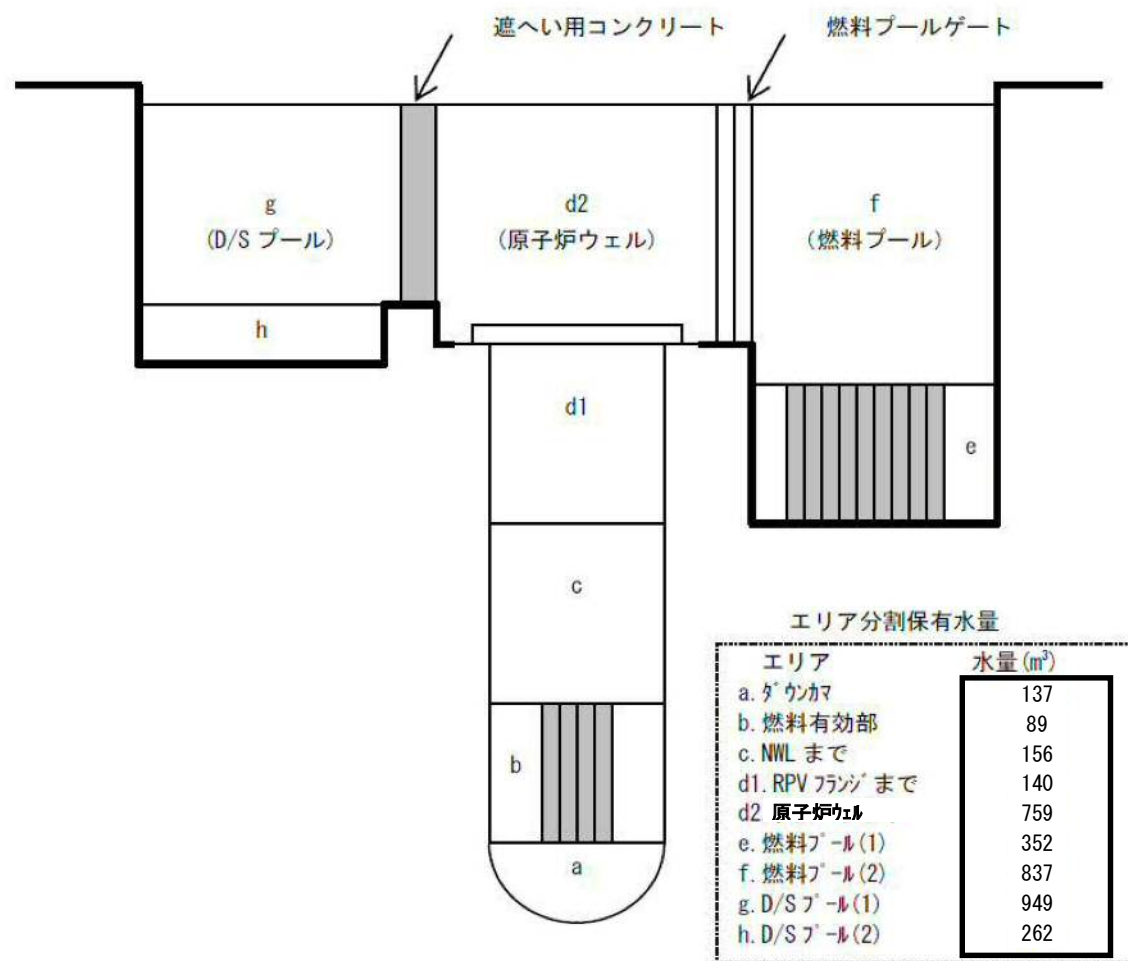 遮へい用コンクリート
燃料プールゲート
g
(D/S プール)
d2
(原子炉ウェル)
f
(燃料プール)
h
d1
e
c
b
a
エリア分割保有水量
エリア 水量(m³)
a.ダウンカマ 137
b.燃料有効部 89
c.NWL まで 156
d1.RPV フランジまで 140
d2 原子炉ウェル 759
e.燃料プール(1) 352
f.燃料プール(2) 837
g.D/S プール(1) 949
h.D/S プール(2) 262